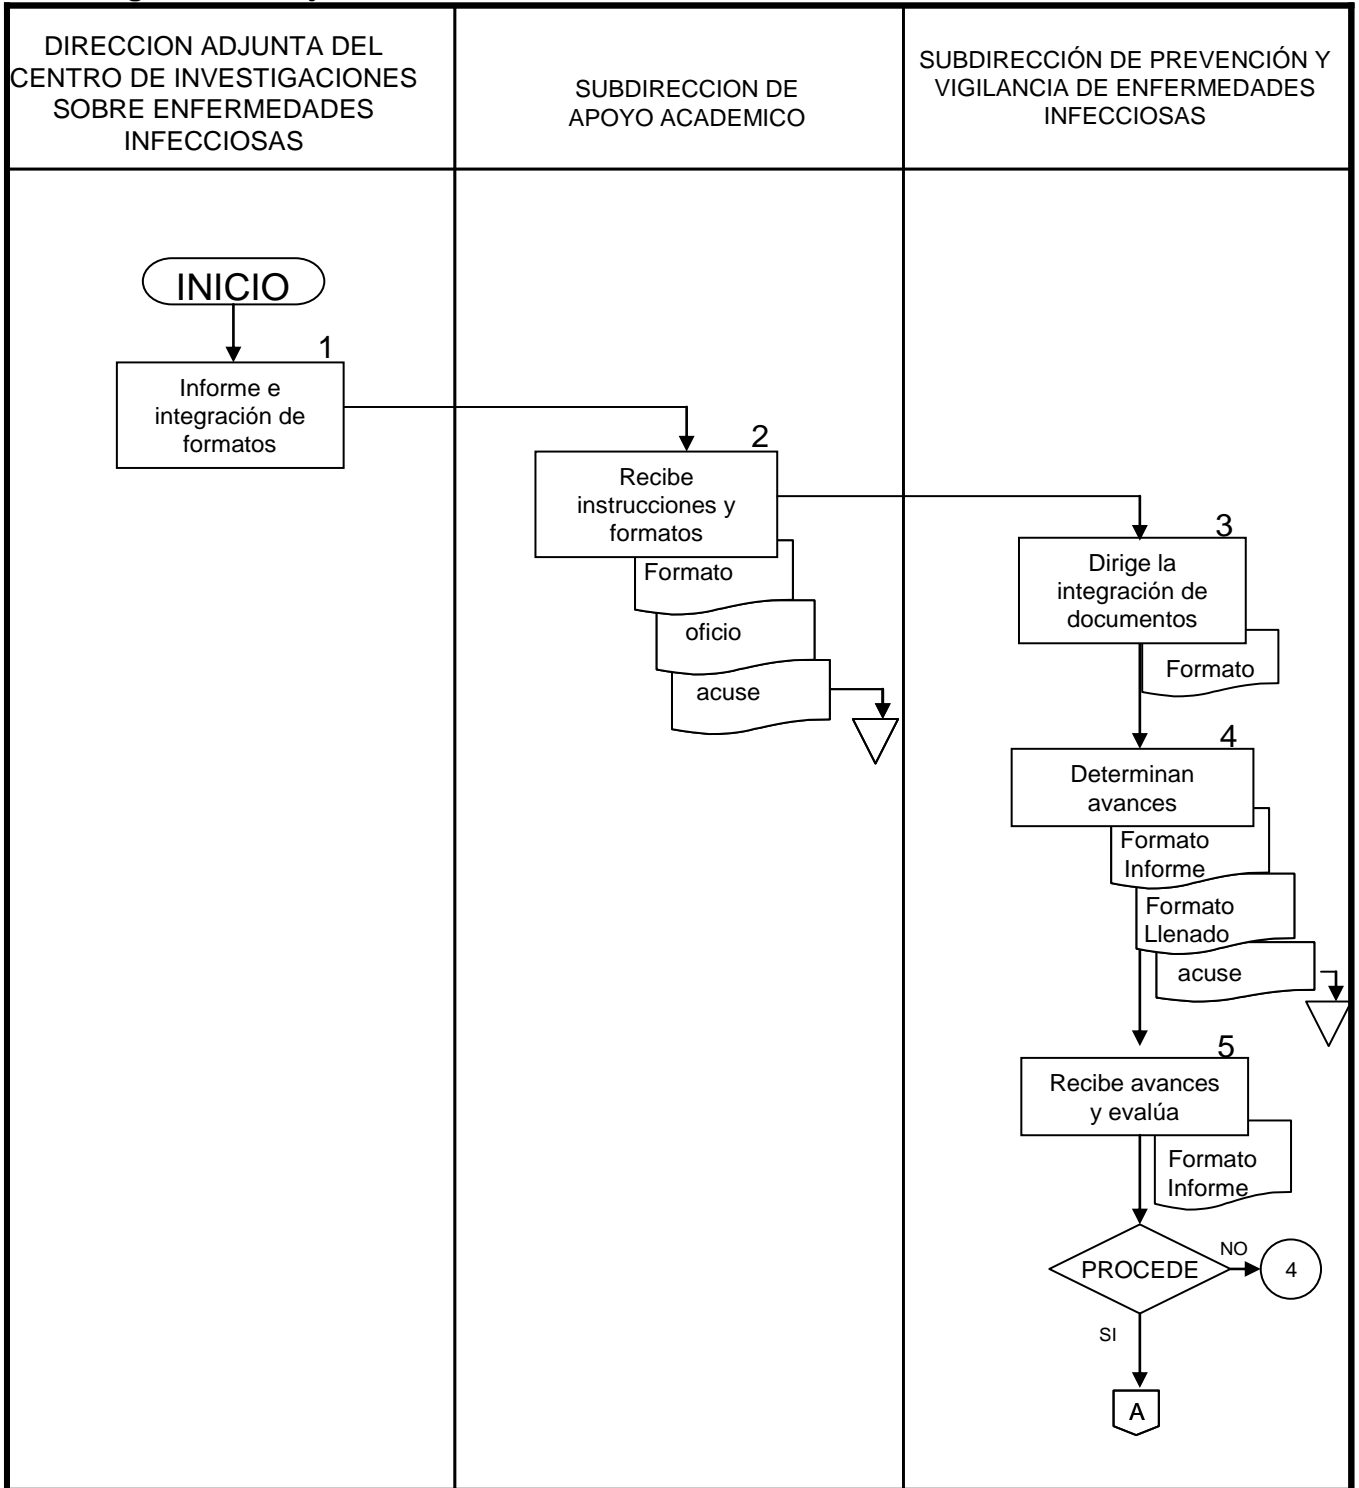 DIRECCION ADJUNTA DEL
CENTRO DE INVESTIGACIONES
SOBRE ENFERMEDADES
INFECCIOSAS
SUBDIRECCION DE
APOYO ACADEMICO
SUBDIRECCIÓN DE PREVENCIÓN Y
VIGILANCIA DE ENFERMEDADES
INFECCIOSAS
INICIO
1
Informe e
integración de
formatos
2
Recibe
instrucciones y
formatos
Formato
oficio
acuse
3
Dirige la
integración de
documentos
Formato
4
Determinan
avances
Formato
Informe
Formato
Llenado
acuse
5
Recibe avances
y evalúa
Formato
Informe
PROCEDE
NO
4
SI
A